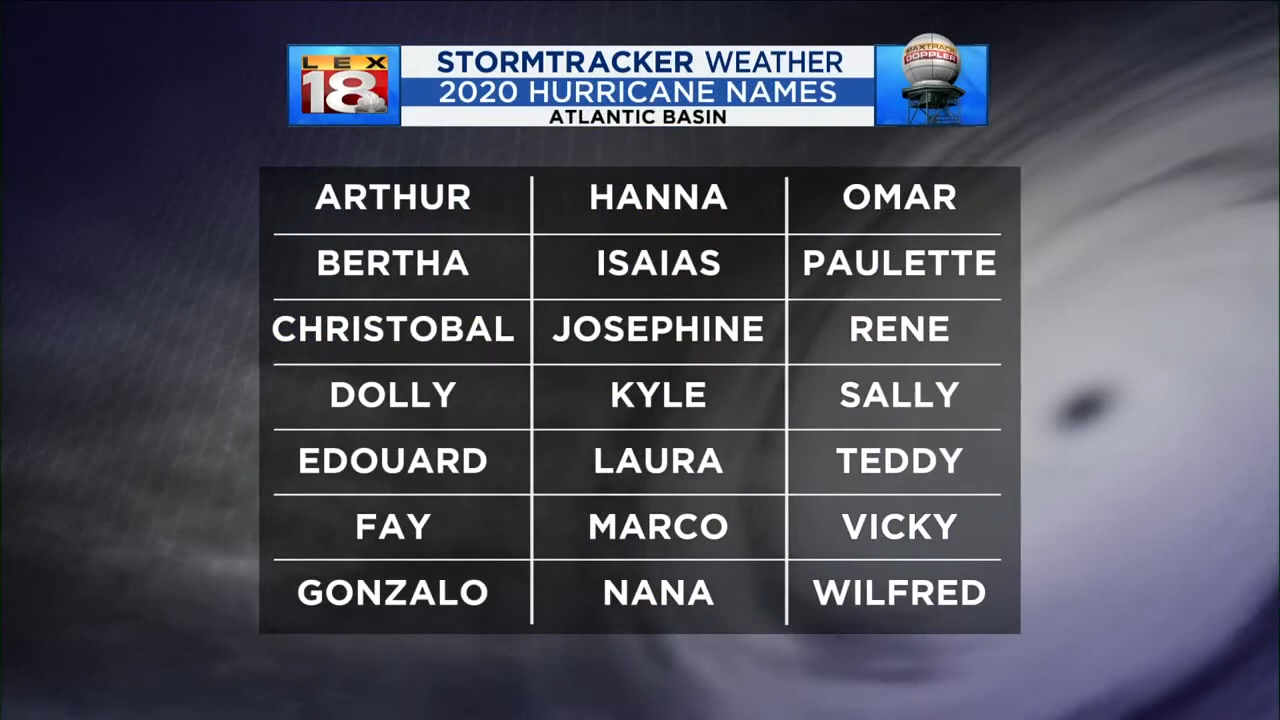 LEX
18
STORMTRACKER WEATHER
2020 HURRICANE NAMES
ATLANTIC BASIN
MAXTRACK
DOPPLER
ARTHUR HANNA OMAR
BERTHA ISAIAS PAULETTE
CHRISTOBAL JOSEPHINE RENE
DOLLY KYLE SALLY
EDOUARD LAURA TEDDY
FAY MARCO VICKY
GONZALO NANA WILFRED